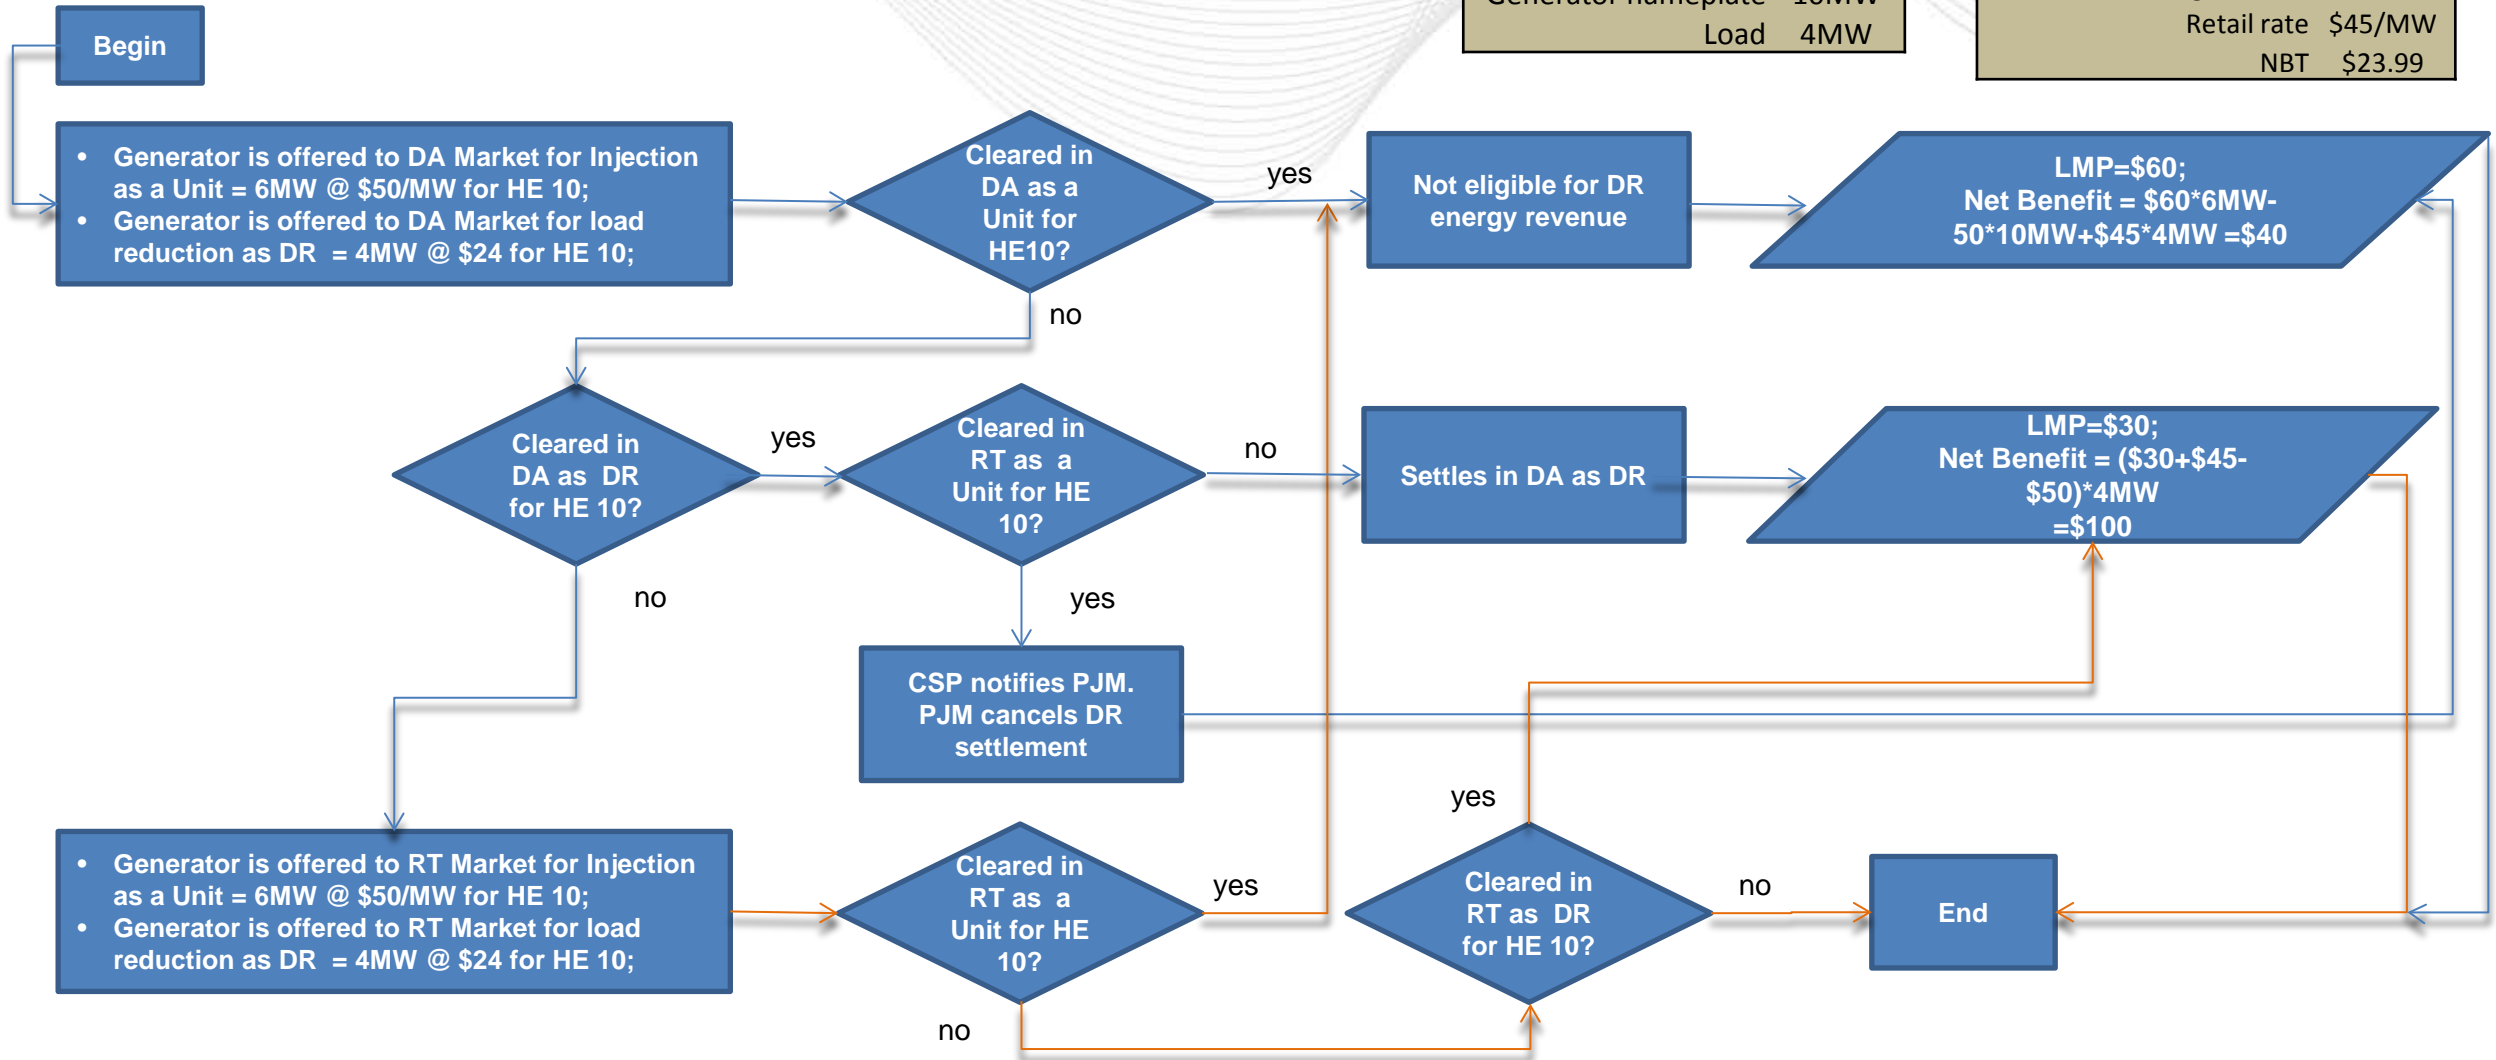 Generator nameplate 10MW
Load 4MW
Retail rate $45/MW
NBT $23.99
Begin
• Generator is offered to DA Market for Injection
as a Unit = 6MW @ $50/MW for HE 10;
• Generator is offered to DA Market for load
reduction as DR = 4MW @ $24 for HE 10;
Cleared in
DA as a
Unit for
HE10?
yes
Not eligible for DR
energy revenue
LMP=$60;
Net Benefit = $60*6MW-
50*10MW+$45*4MW =$40
no
Cleared in
DA as DR
for HE 10?
yes
Cleared in
RT as a
Unit for HE
10?
no
Settles in DA as DR
LMP=$30;
Net Benefit = ($30+$45-
$50)*4MW
=$100
no
yes
CSP notifies PJM.
PJM cancels DR
settlement
• Generator is offered to RT Market for Injection
as a Unit = 6MW @ $50/MW for HE 10;
• Generator is offered to RT Market for load
reduction as DR = 4MW @ $24 for HE 10;
Cleared in
RT as a
Unit for HE
10?
yes
no
yes
Cleared in
RT as DR
for HE 10?
no
End